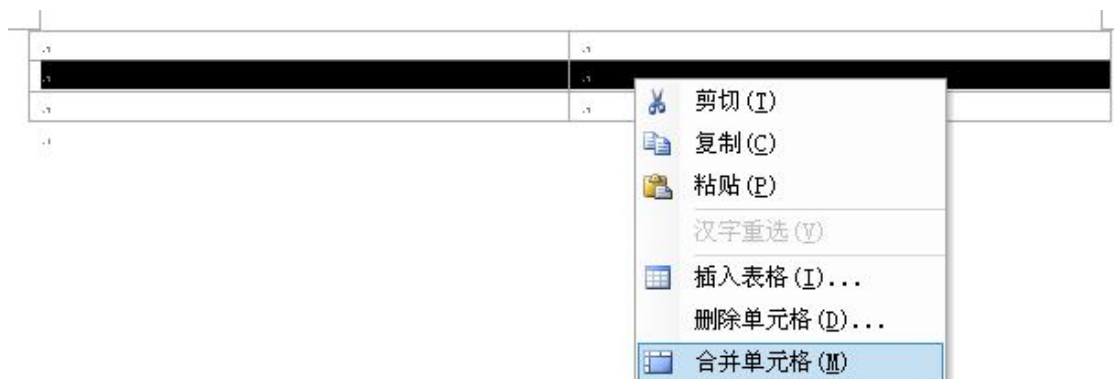 剪切(T)
复制(C)
粘贴(P)
汉字重选(V)
插入表格(I)...
删除单元格(D)...
合并单元格(M)